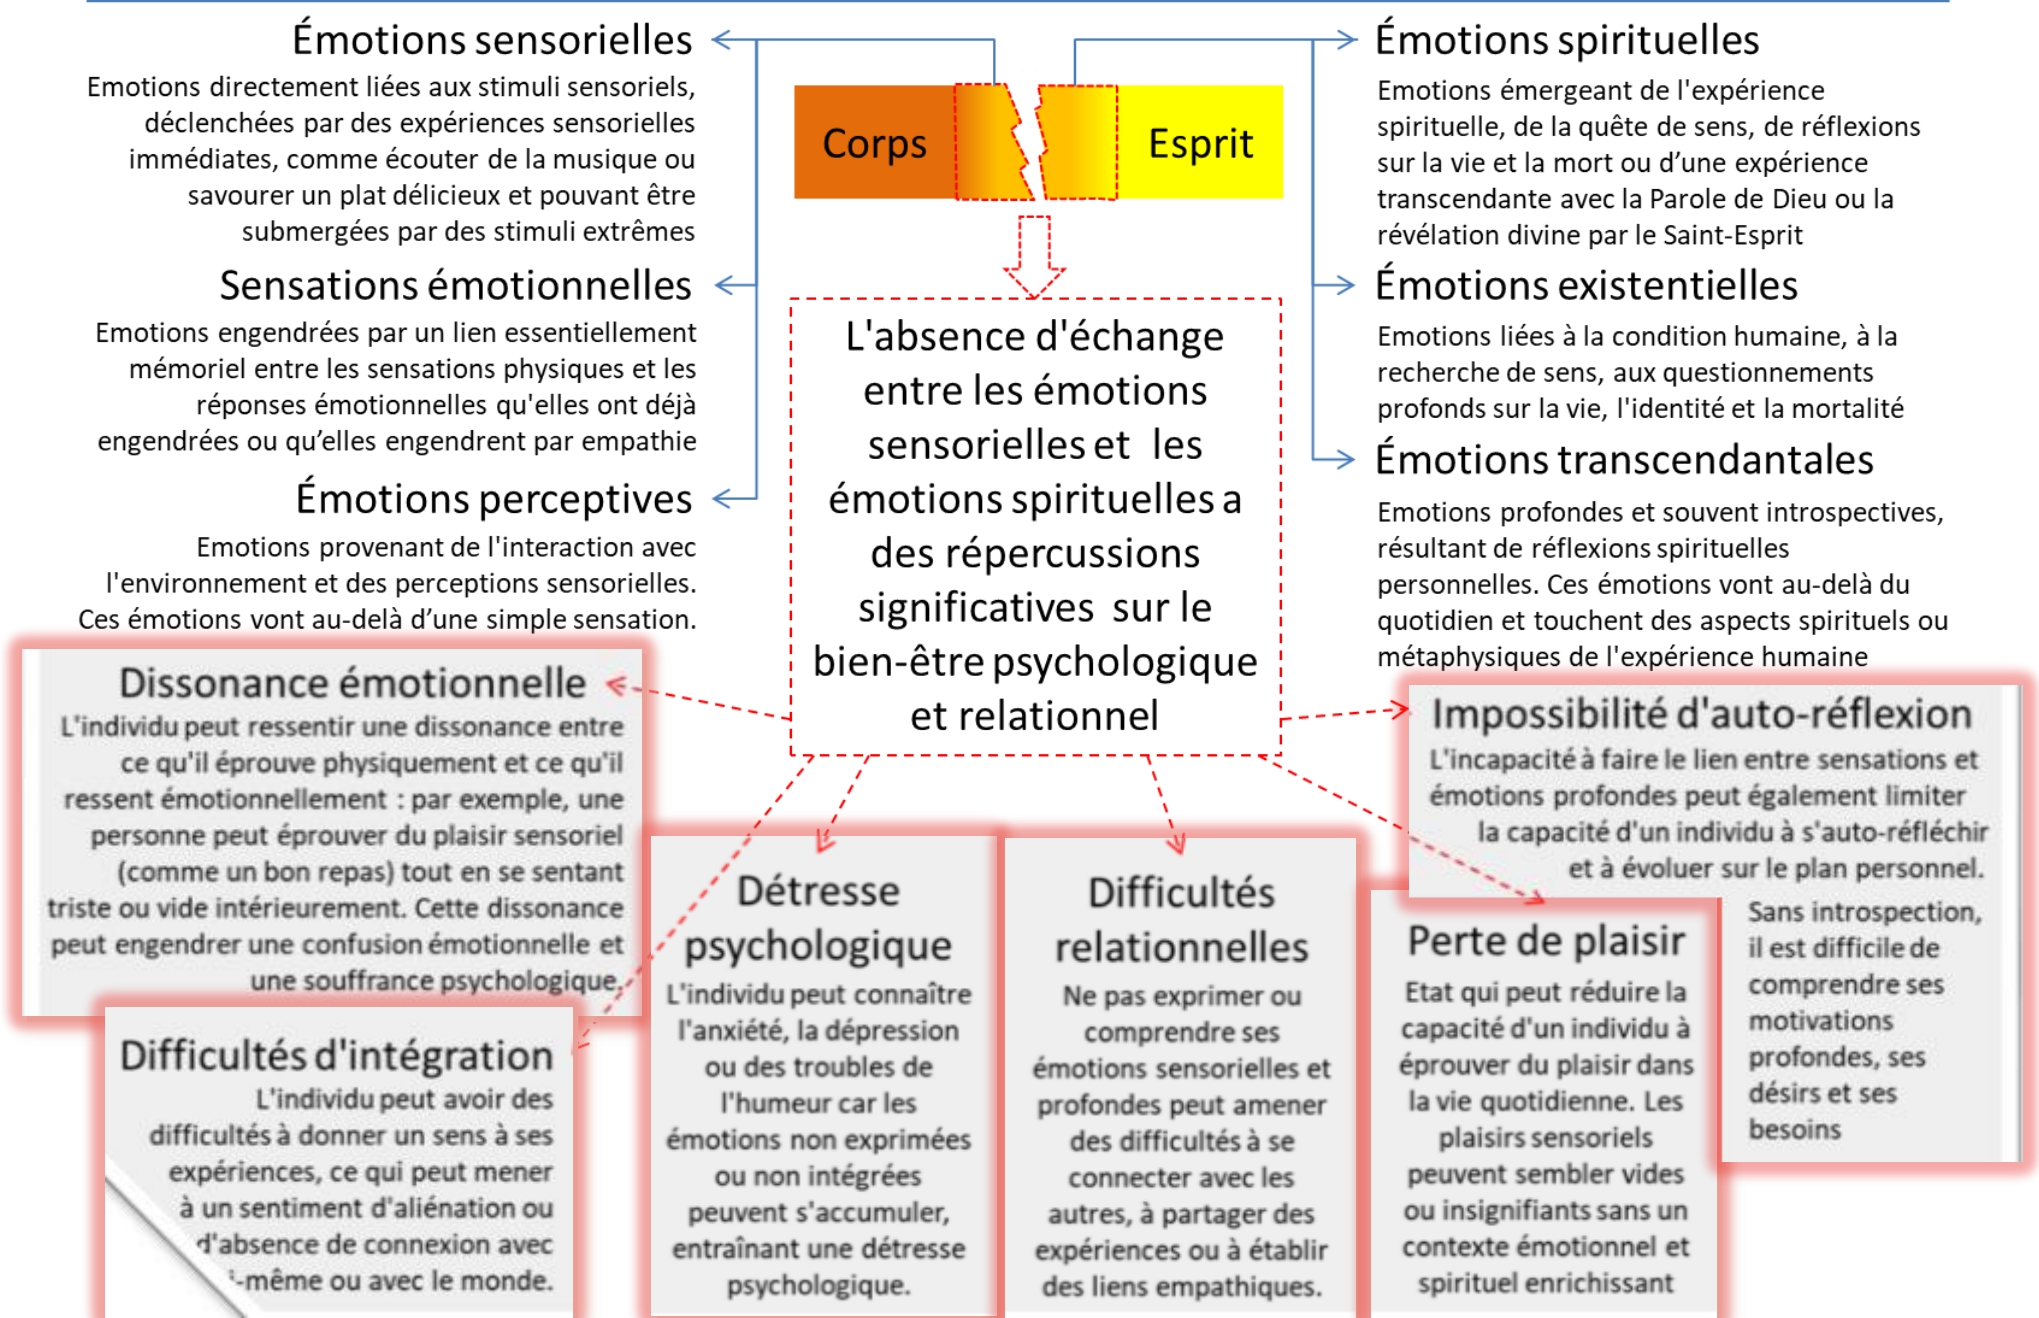 Émotions sensorielles
Emotions directement liées aux stimuli sensoriels,
déclenchées par des expériences sensorielles
immédiates, comme écouter de la musique ou
savourer un plat délicieux et pouvant être
submergées par des stimuli extrêmes
Sensations émotionnelles
Emotions engendrées par un lien essentiellement
mémoriel entre les sensations physiques et les
réponses émotionnelles qu'elles ont déjà
engendrées ou qu’elles engendrent par empathie
Émotions perceptives
Emotions provenant de l'interaction avec
l'environnement et des perceptions sensorielles.
Ces émotions vont au-delà d’une simple sensation.
Corps
Esprit
L'absence d'échange
entre les émotions
sensorielles et les
émotions spirituelles a
des répercussions
significatives sur le
bien-être psychologique
et relationnel
Émotions spirituelles
Emotions émergeant de l'expérience
spirituelle, de la quête de sens, de réflexions
sur la vie et la mort ou d’une expérience
transcendante avec la Parole de Dieu ou la
révélation divine par le Saint-Esprit
Émotions existentielles
Emotions liées à la condition humaine, à la
recherche de sens, aux questionnements
profonds sur la vie, l'identité et la mortalité
Émotions transcendantales
Emotions profondes et souvent introspectives,
résultant de réflexions spirituelles
personnelles. Ces émotions vont au-delà du
quotidien et touchent des aspects spirituels ou
métaphysiques de l'expérience humaine
Dissonance émotionnelle
L'individu peut ressentir une dissonance entre
ce qu'il éprouve physiquement et ce qu'il
ressent émotionnellement : par exemple, une
personne peut éprouver du plaisir sensoriel
(comme un bon repas) tout en se sentant
triste ou vide intérieurement. Cette dissonance
peut engendrer une confusion émotionnelle et
une souffrance psychologique.
Difficultés d'intégration
L'individu peut avoir des
difficultés à donner un sens à ses
expériences, ce qui peut mener
à un sentiment d'aliénation ou
d'absence de connexion avec
-même ou avec le monde.
Détresse
psychologique
L'individu peut connaître
l'anxiété, la dépression
ou des troubles de
l'humeur car les
émotions non exprimées
ou non intégrées
peuvent s'accumuler,
entraînant une détresse
psychologique.
Difficultés
relationnelles
Ne pas exprimer ou
comprendre ses
émotions sensorielles et
profondes peut amener
des difficultés à se
connecter avec les
autres, à partager des
expériences ou à établir
des liens empathiques.
Perte de plaisir
Etat qui peut réduire la
capacité d'un individu à
éprouver du plaisir dans
la vie quotidienne. Les
plaisirs sensoriels
peuvent sembler vides
ou insignifiants sans un
contexte émotionnel et
spirituel enrichissant
Impossibilité d'auto-réflexion
L'incapacité à faire le lien entre sensations et
émotions profondes peut également limiter
la capacité d'un individu à s'auto-réfléchir
et à évoluer sur le plan personnel.
Sans introspection,
il est difficile de
comprendre ses
motivations
profondes, ses
désirs et ses
besoins